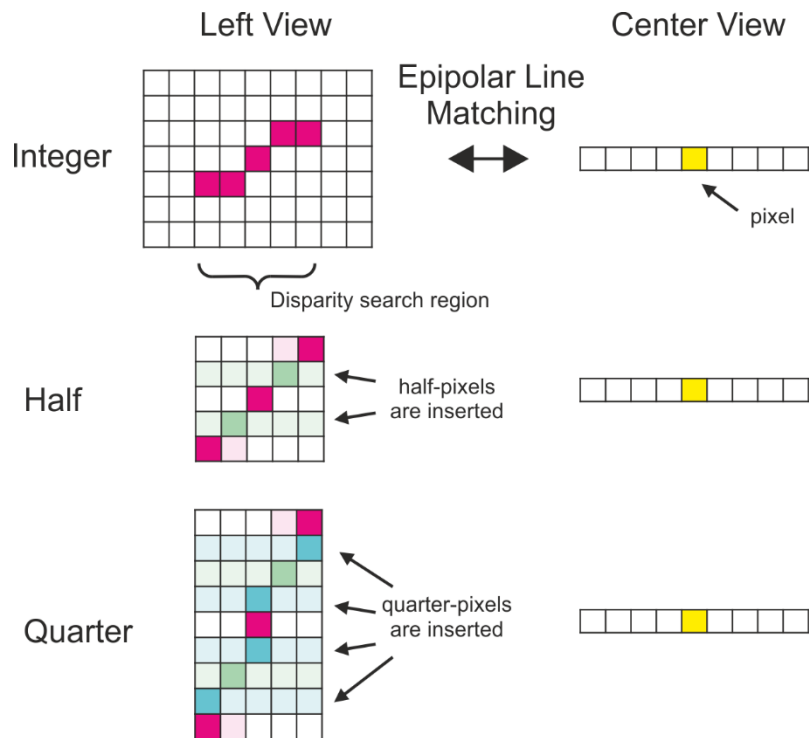 Left View
Center View
Epipolar Line
Matching
Integer
pixel
Disparity search region
Half
half-pixels
are inserted
Quarter
quarter-pixels
are inserted